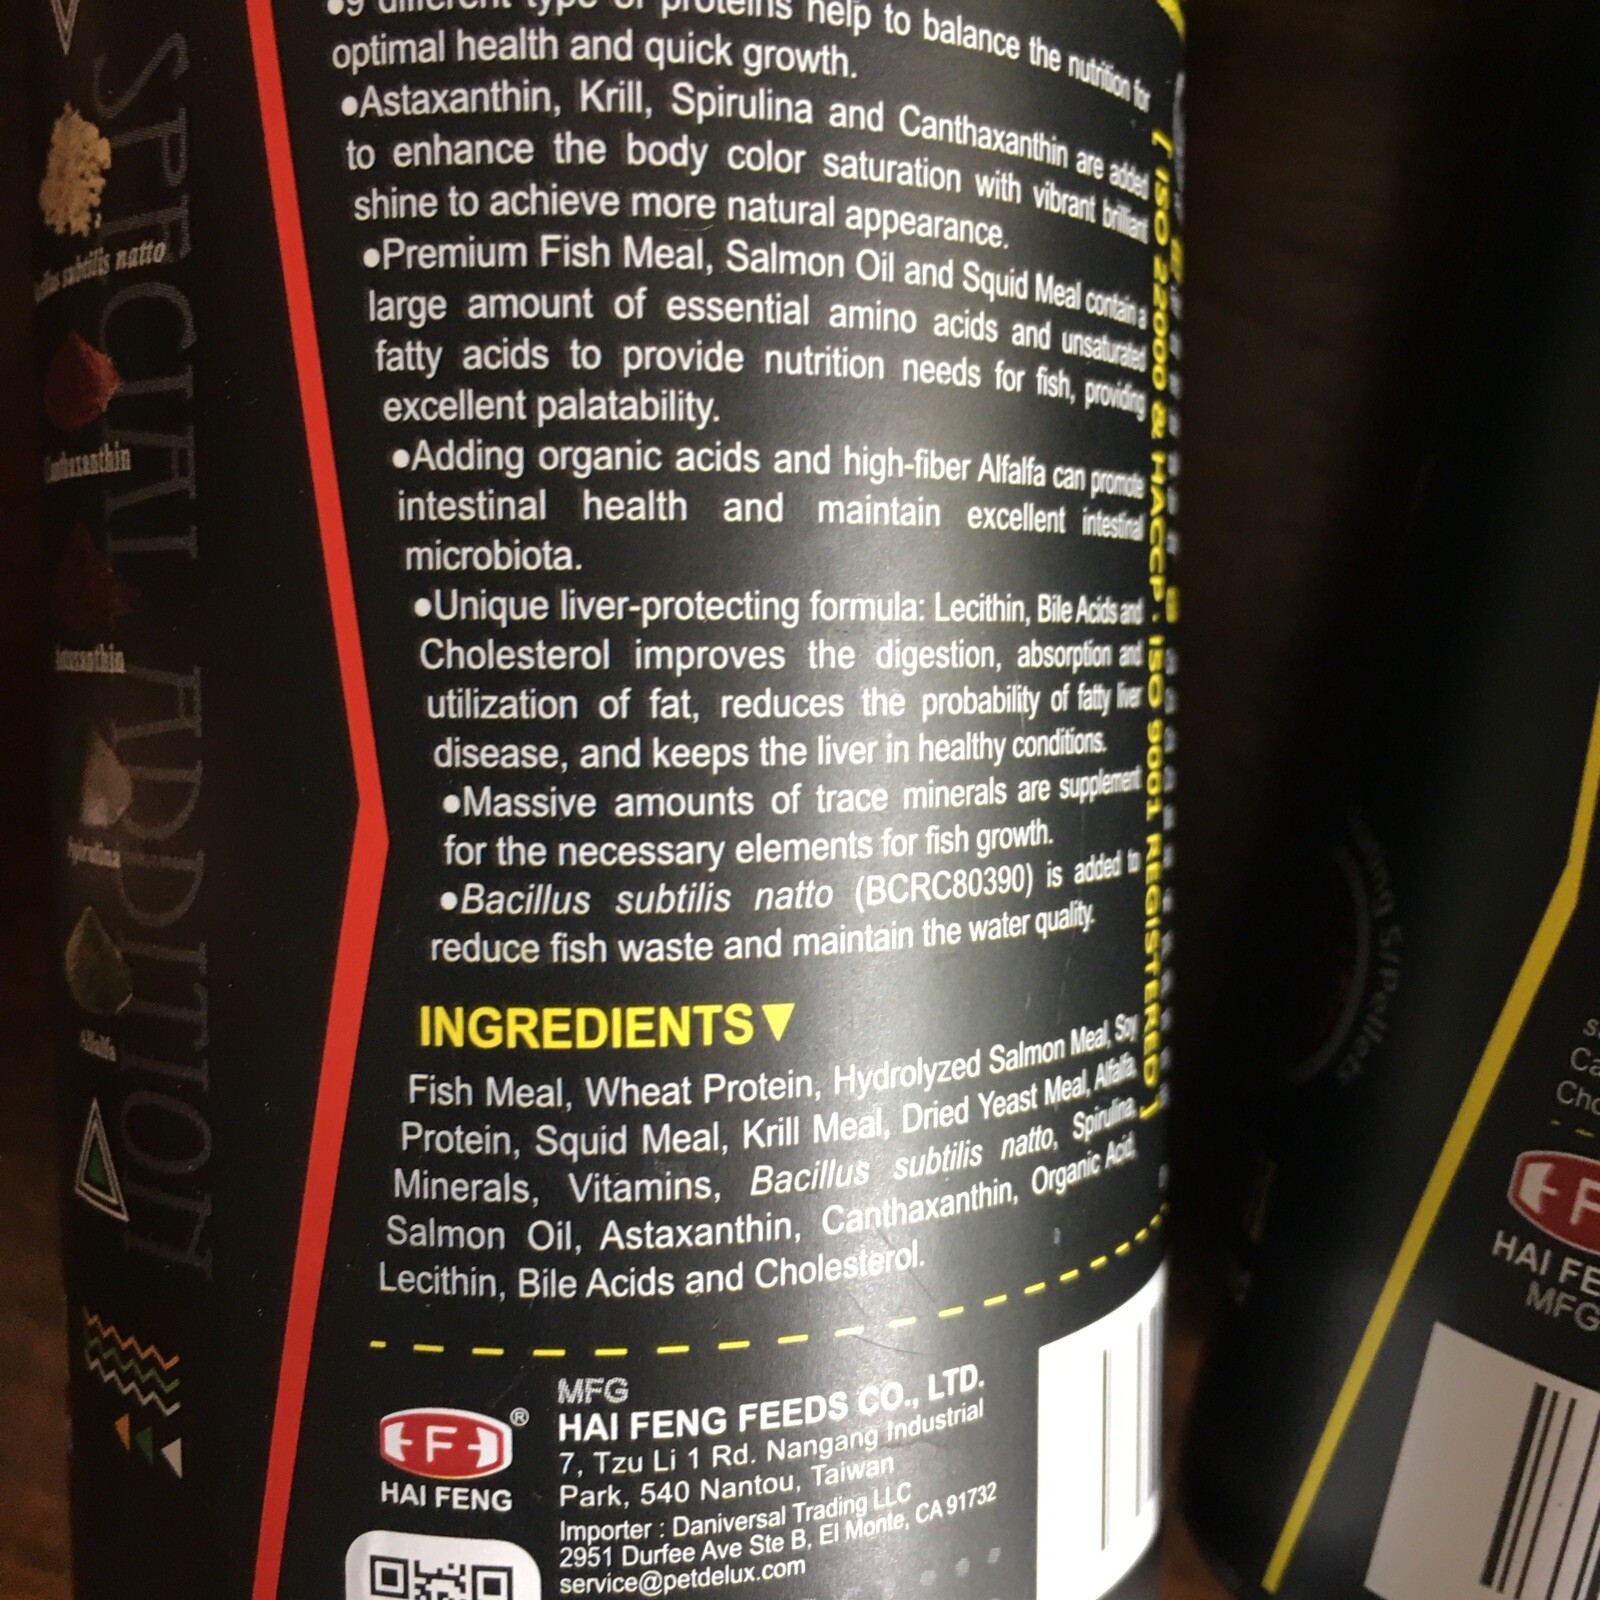 ●9 different type of proteins help to balance the nutrition for
optimal health and quick growth.
●Astaxanthin, Krill, Spirulina and Canthaxanthin are added
to enhance the body color saturation with vibrant brilliant
shine to achieve more natural appearance.
●Premium Fish Meal, Salmon Oil and Squid Meal contain a
large amount of essential amino acids and unsaturated
fatty acids to provide nutrition needs for fish, providing
excellent palatability.
●Adding organic acids and high-fiber Alfalfa can promote
intestinal health and maintain excellent intestinal
microbiota.
●Unique liver-protecting formula: Lecithin, Bile Acids and
Cholesterol improves the digestion, absorption and
utilization of fat, reduces the probability of fatty liver
disease, and keeps the liver in healthy conditions.
●Massive amounts of trace minerals are supplement
for the necessary elements for fish growth.
●Bacillus subtilis natto (BCRC80390) is added to
reduce fish waste and maintain the water quality.
INGREDIENTS▼
Fish Meal, Wheat Protein, Hydrolyzed Salmon Meal, Soy
Protein, Squid Meal, Krill Meal, Dried Yeast Meal, Alfalfa,
Minerals, Vitamins, Bacillus subtilis natto, Spirulina,
Salmon Oil, Astaxanthin, Canthaxanthin, Organic Acid,
Lecithin, Bile Acids and Cholesterol.
MFG
HAI FENG FEEDS CO., LTD.
7, Tzu Li 1 Rd. Nangang Industrial
Park, 540 Nantou, Taiwan
Importer : Daniversal Trading LLC
2951 Durfee Ave Ste B, El Monte, CA 91732
service@petdelux.com
F ®
HAI FENG
ISO 22000 & HACCP. ISO 9001 REGISTERED
SPECIAL ADDITION
subtilis natto
Spirulina
Alfalfa
S/Pellets
Ca
Cho
F
HAI FE
MFG